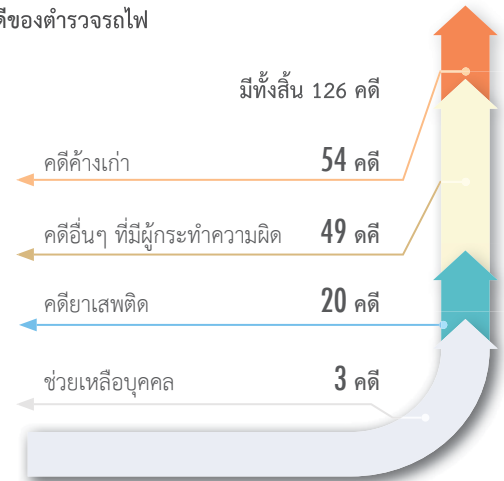 ดีของตำรวจรถไฟ
มีทั้งสิ้น 126 คดี
คดีค้างเก่า 54 คดี
คดีอื่นๆ ที่มีผู้กระทำความผิด 49 ดคี
คดียาเสพติด 20 คดี
ช่วยเหลือบุคคล 3 คดี